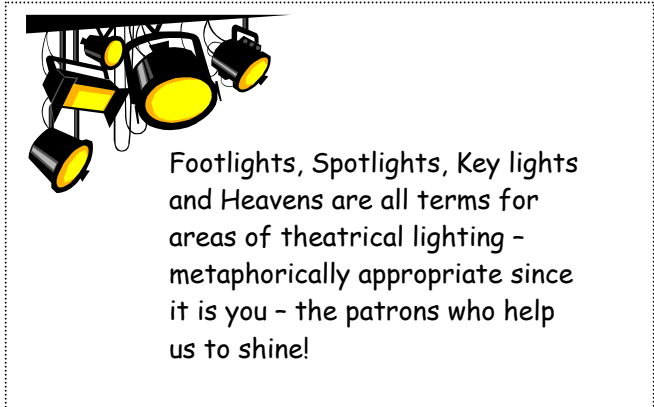 Footlights, Spotlights, Key lights
and Heavens are all terms for
areas of theatrical lighting –
metaphorically appropriate since
it is you – the patrons who help
us to shine!